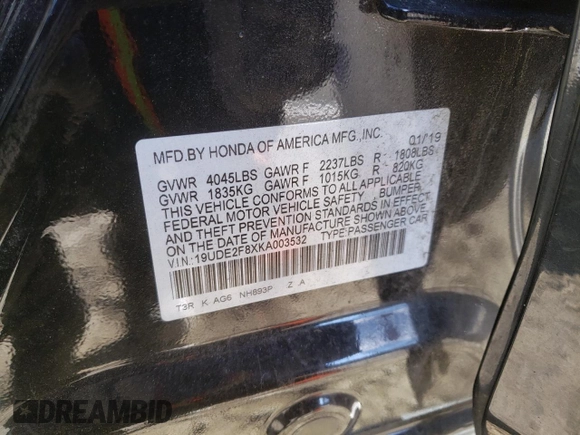 MFD.BY HONDA OF AMERICA MFG.,INC. 01/19
GVWR 4045LBS GAWR F 2237LBS R 1808LBS
GVWR 1835KG GAWR F 1015KG R 820KG
THIS VEHICLE CONFORMS TO ALL APPLICABLE
FEDERAL MOTOR VEHICLE SAFETY BUMPER
AND THEFT PREVENTION STANDARDS IN EFFECT
ON THE DATE OF MANUFACTURE SHOWN ABOVE.
V.I.N.:19UDE2F8XKA003532 TYPE:PASSENGER CAR
T3R K AG6 NH893P Z A
DREAMBID